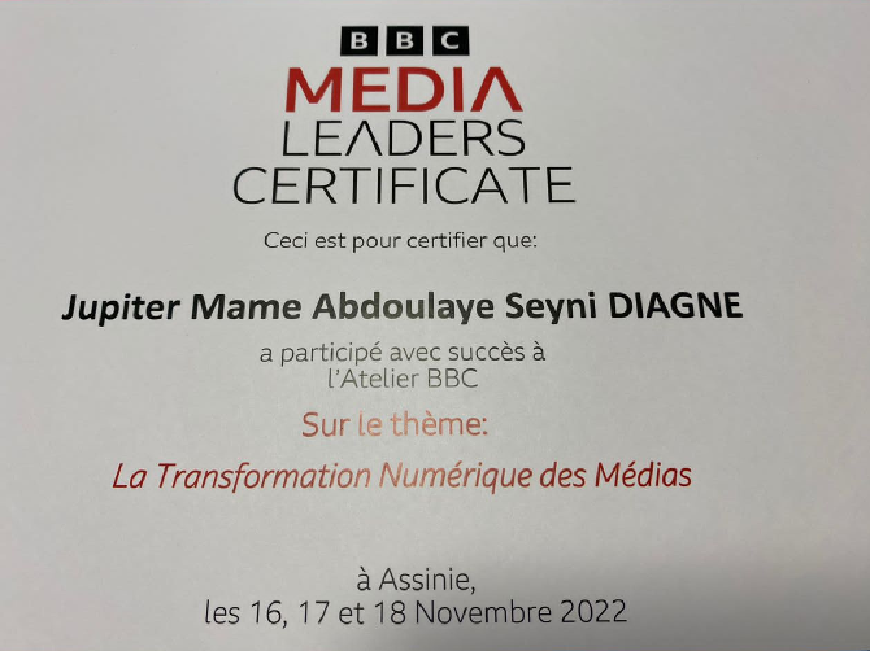 BBC
MEDIA
LEADERS
CERTIFICATE
Ceci est pour certifier que:
Jupiter Mame Abdoulaye Seyni DIAGNE
a participé avec succès à
l'Atelier BBC
Sur le thème:
La Transformation Numérique des Médias
à Assinie,
les 16, 17 et 18 Novembre 2022